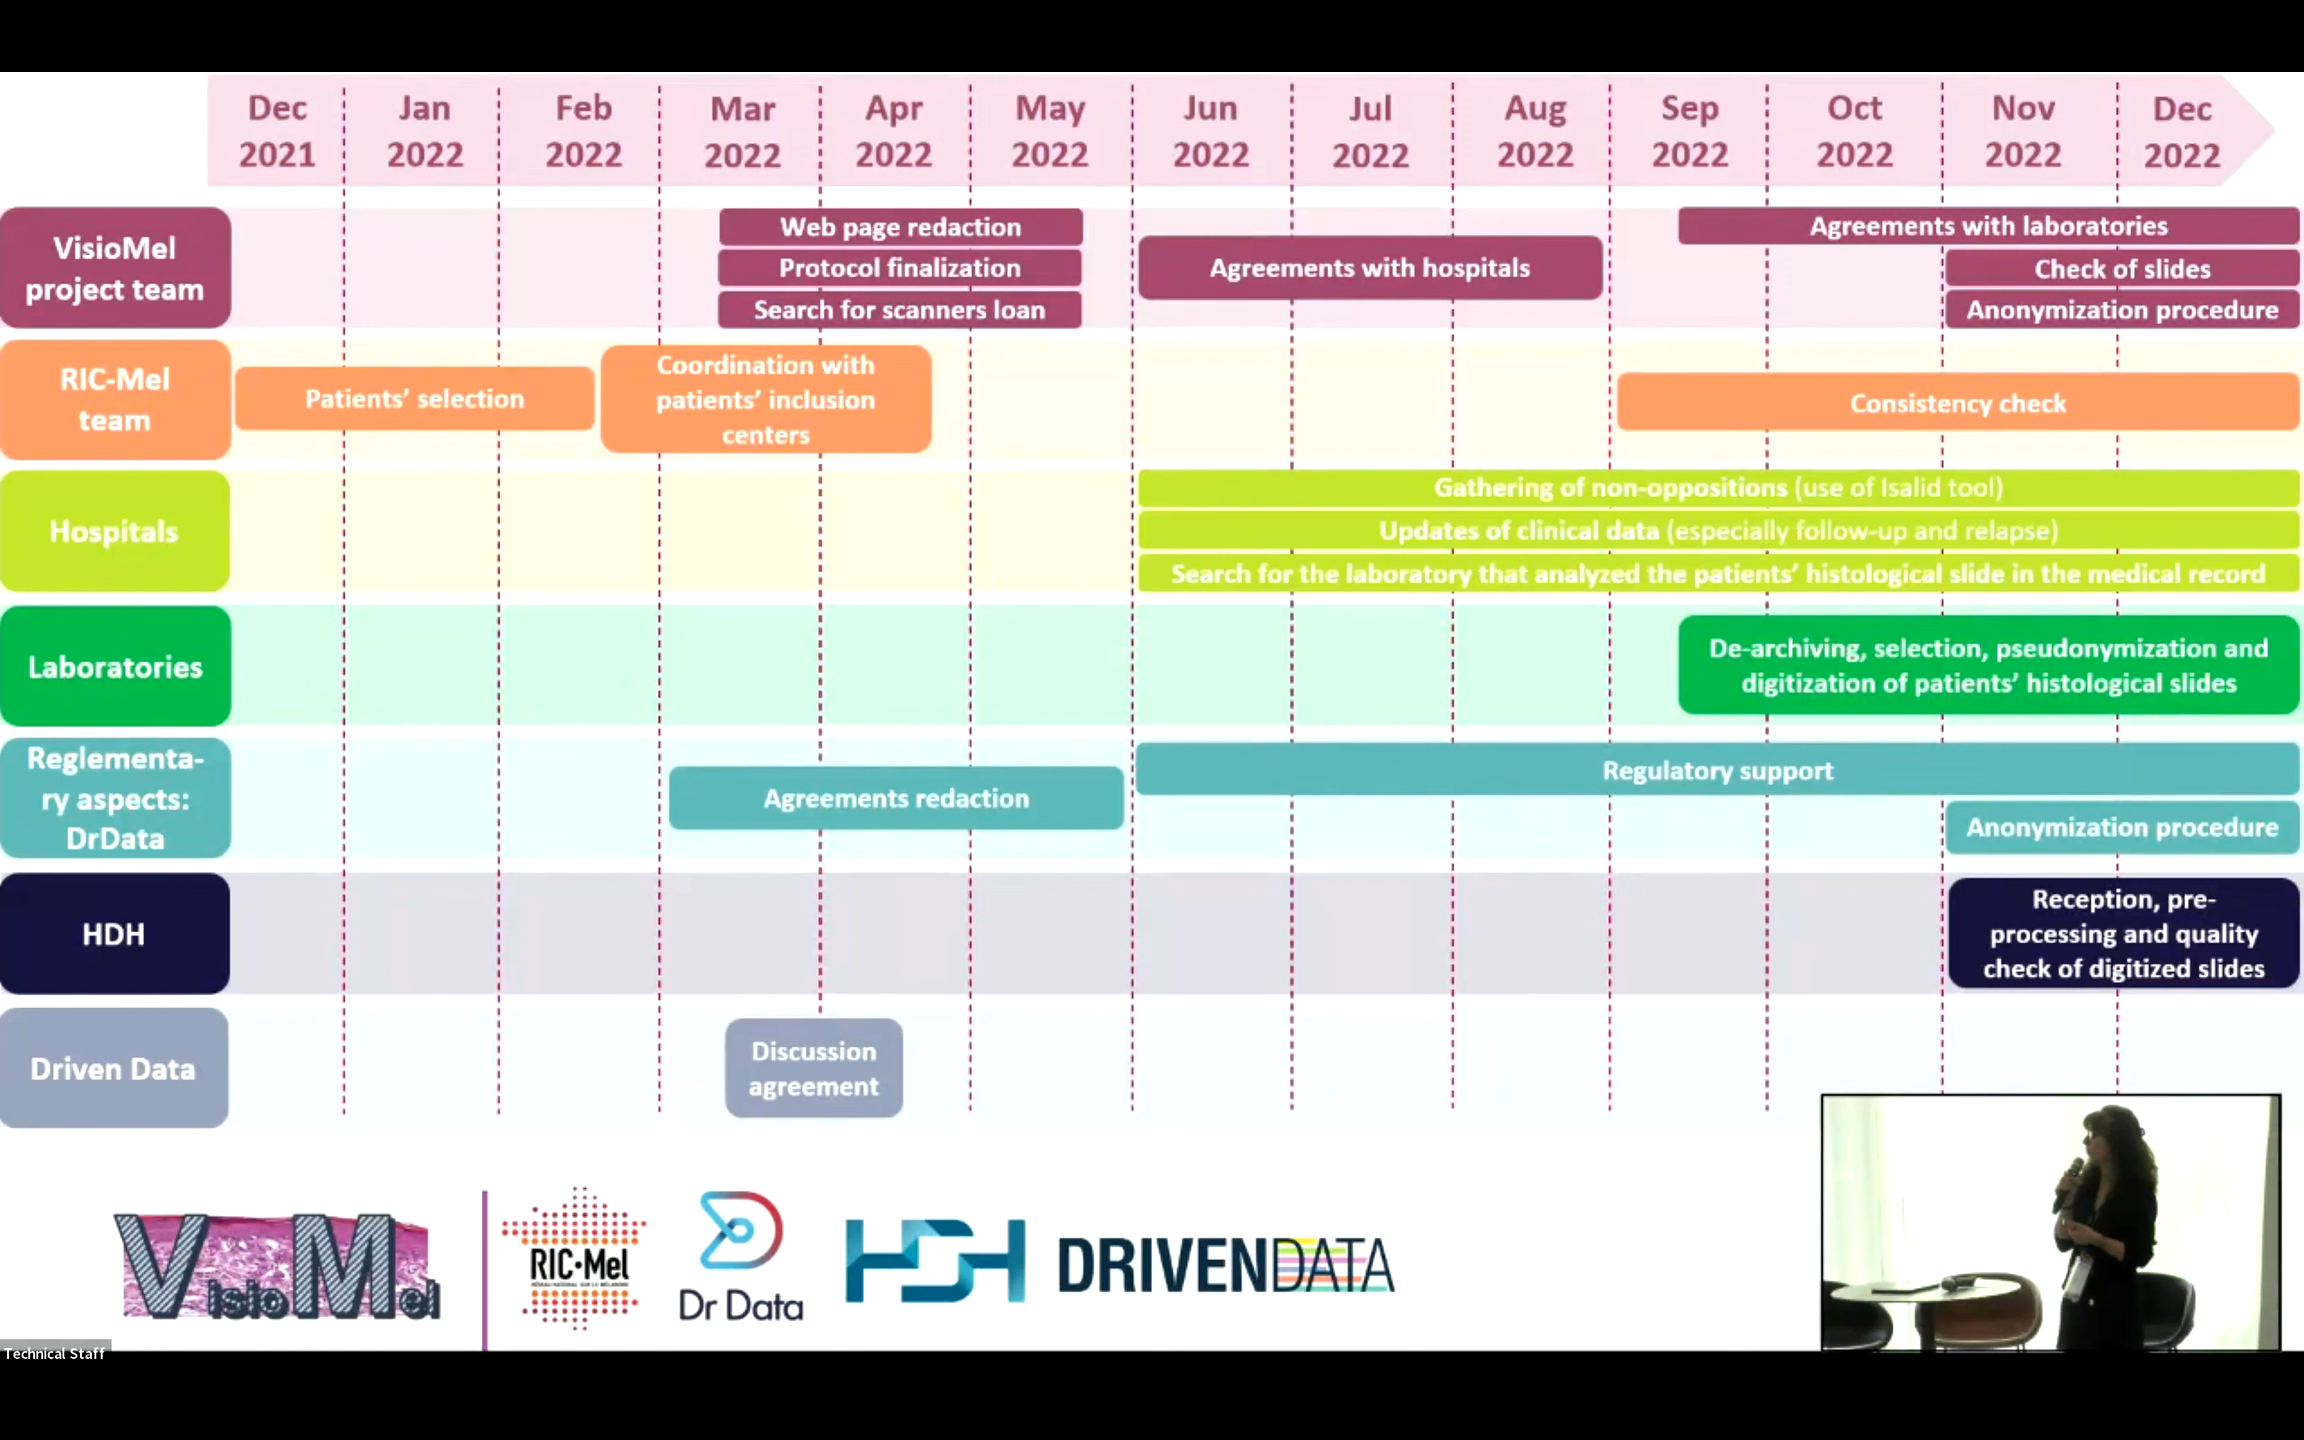 Dec 2021
Jan 2022
Feb 2022
Mar 2022
Apr 2022
May 2022
Jun 2022
Jul 2022
Aug 2022
Sep 2022
Oct 2022
Nov 2022
Dec 2022
VisioMel
project team
Web page redaction
Protocol finalization
Search for scanners loan
Agreements with hospitals
Agreements with laboratories
Check of slides
Anonymization procedure
RIC-Mel
team
Patients’ selection
Coordination with
patients’ inclusion
centers
Consistency check
Hospitals
Gathering of non-oppositions (use of Isalid tool)
Updates of clinical data (especially follow-up and relapse)
Search for the laboratory that analyzed the patients’ histological slide in the medical record
Laboratories
De-archiving, selection, pseudonymization and
digitization of patients’ histological slides
Reglementa-
ry aspects:
DrData
Agreements redaction
Regulatory support
Anonymization procedure
HDH
Reception, pre-
processing and quality
check of digitized slides
Driven Data
Discussion
agreement
VisioMel
RIC•Mel
RÉSEAU NATIONAL SUR LE MÉLANOME
Dr Data
HDH
DRIVENDATA
Technical Staff